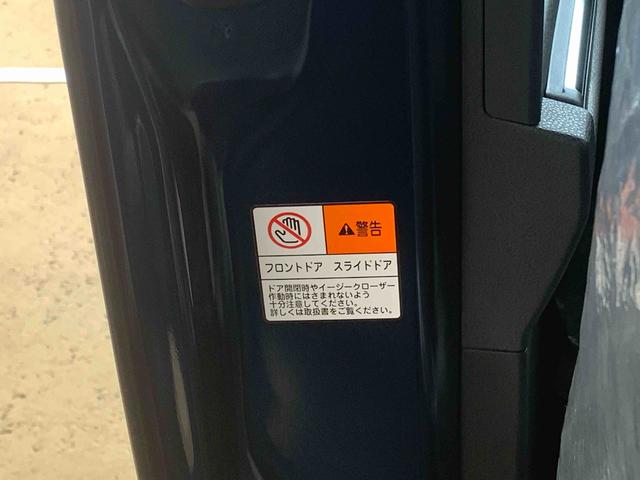 警告
フロントドア スライドドア
ドア開閉時やイージークローザー
作動時にはさまれないよう
十分注意してください。
詳しくは取扱書をご覧ください。